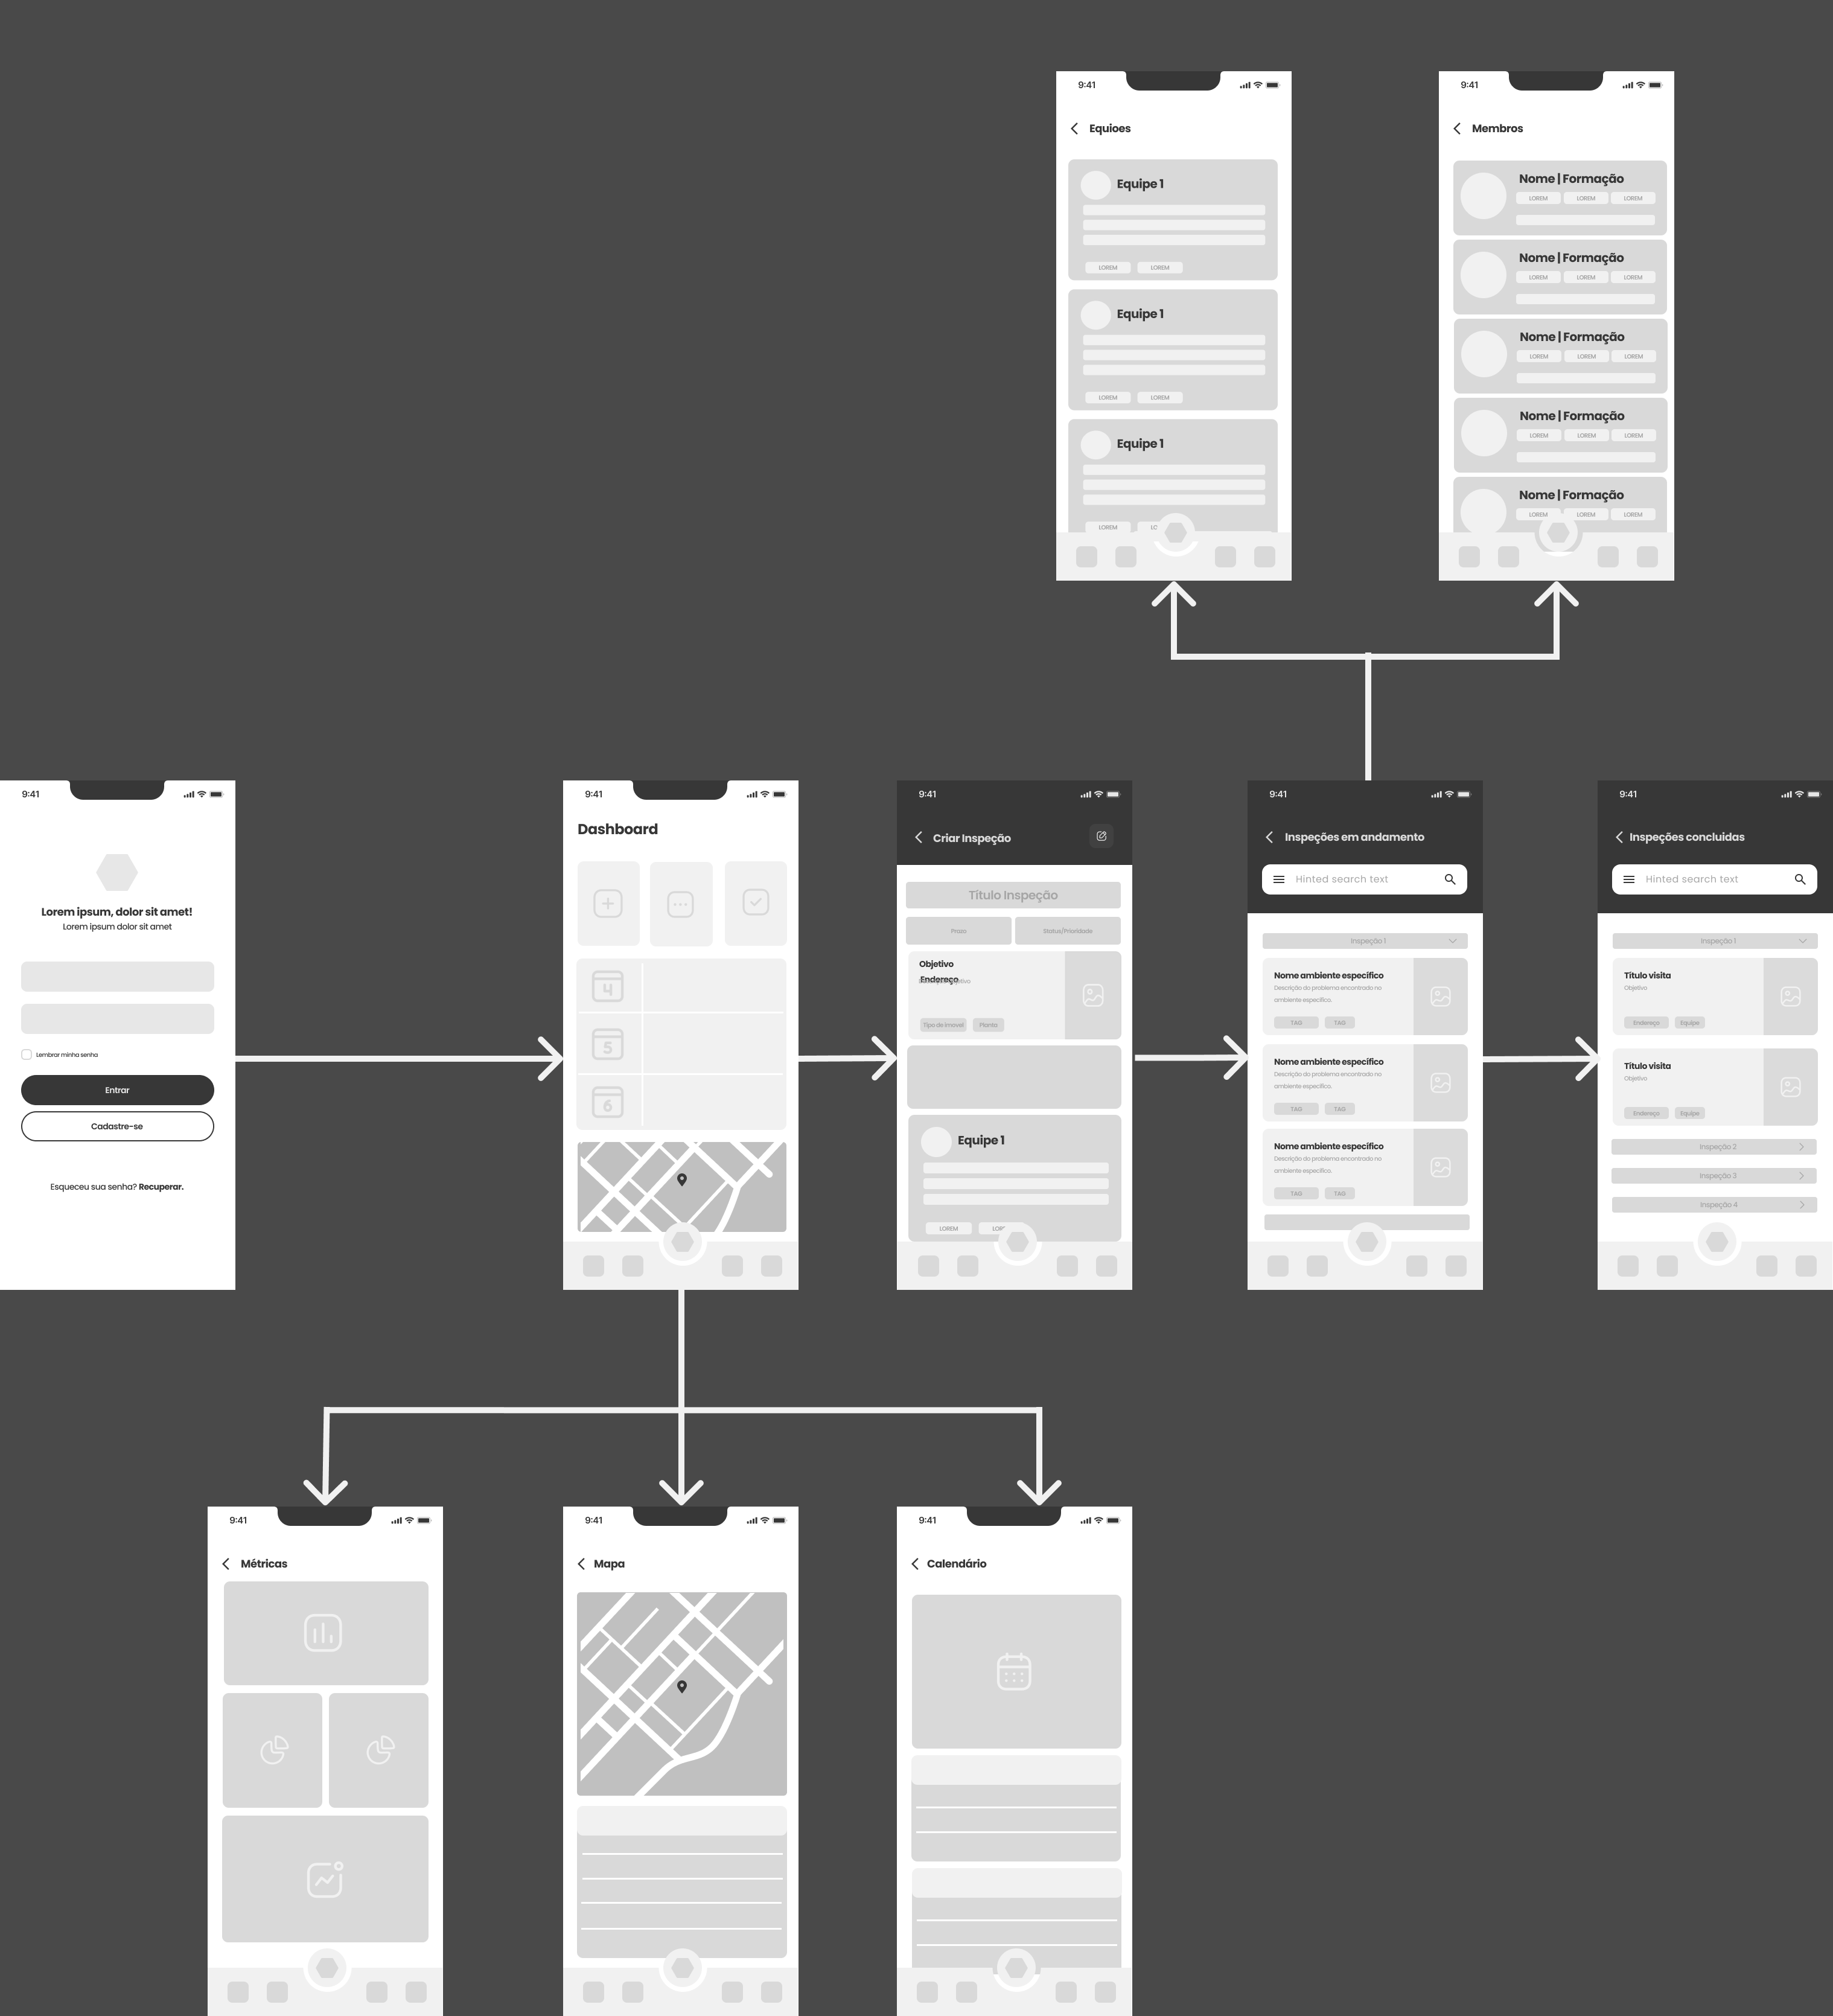 9:41
Equioes
Equipe 1
LOREM LOREM
Equipe 1
LOREM LOREM
Equipe 1
LOREM
9:41
Membros
Nome | Formação
LOREM LOREM LOREM
Nome | Formação
LOREM LOREM LOREM
Nome | Formação
LOREM LOREM LOREM
Nome | Formação
LOREM LOREM LOREM
Nome | Formação
LOREM LOREM LOREM
9:41
Lorem ipsum, dolor sit amet!
Lorem ipsum dolor sit amet
Lembrar minha senha
Entrar
Cadastre-se
Esqueceu sua senha? Recuperar.
9:41
Dashboard
4
5
6
9:41
Criar Inspeção
Título Inspeção
Prazo Status/Prioridade
Objetivo
Endereço
Tipo de imovel Planta
Equipe 1
LOREM
9:41
Inspeções em andamento
Hinted search text
Inspeção 1
Nome ambiente específico
Descrição do problema encontrado no
ambiente específico.
TAG TAG
Nome ambiente específico
Descrição do problema encontrado no
ambiente específico.
TAG TAG
Nome ambiente específico
Descrição do problema encontrado no
ambiente específico.
TAG TAG
9:41
Inspeções concluidas
Hinted search text
Inspeção 1
Título visita
Objetivo
Endereço Equipe
Título visita
Objetivo
Endereço Equipe
Inspeção 2
Inspeção 3
Inspeção 4
9:41
Métricas
9:41
Mapa
9:41
Calendário